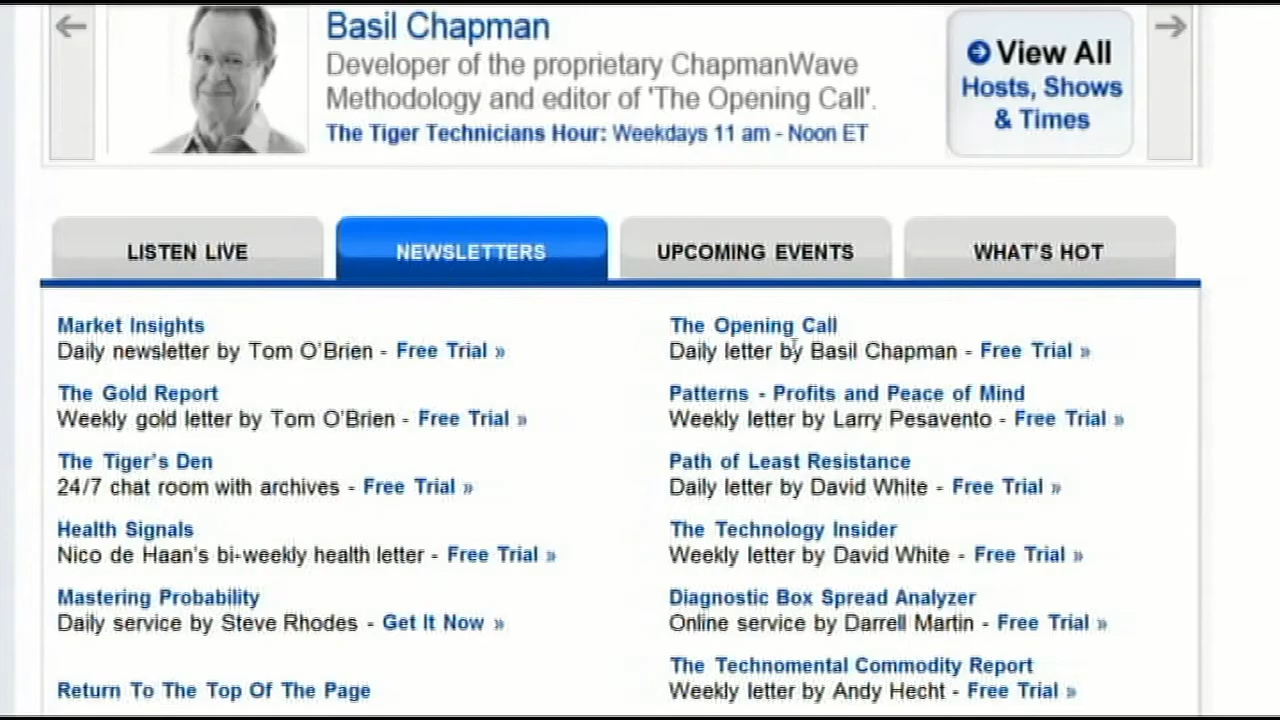 Basil Chapman
Developer of the proprietary ChapmanWave
Methodology and editor of 'The Opening Call'.
The Tiger Technicians Hour: Weekdays 11 am - Noon ET
View All
Hosts, Shows
& Times
LISTEN LIVE
NEWSLETTERS
UPCOMING EVENTS
WHAT'S HOT
Market Insights
Daily newsletter by Tom O'Brien - Free Trial »
The Gold Report
Weekly gold letter by Tom O'Brien - Free Trial »
The Tiger's Den
24/7 chat room with archives - Free Trial »
Health Signals
Nico de Haan's bi-weekly health letter - Free Trial »
Mastering Probability
Daily service by Steve Rhodes - Get It Now »
Return To The Top Of The Page
The Opening Call
Daily letter by Basil Chapman - Free Trial »
Patterns - Profits and Peace of Mind
Weekly letter by Larry Pesavento - Free Trial »
Path of Least Resistance
Daily letter by David White - Free Trial »
The Technology Insider
Weekly letter by David White - Free Trial »
Diagnostic Box Spread Analyzer
Online service by Darrell Martin - Free Trial »
The Technomental Commodity Report
Weekly letter by Andy Hecht - Free Trial »